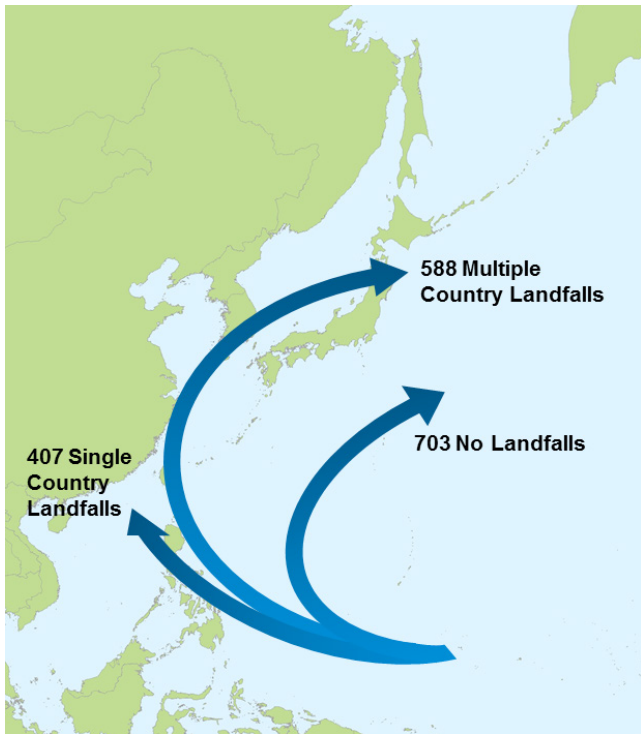 588 Multiple
Country Landfalls
703 No Landfalls
407 Single
Country
Landfalls